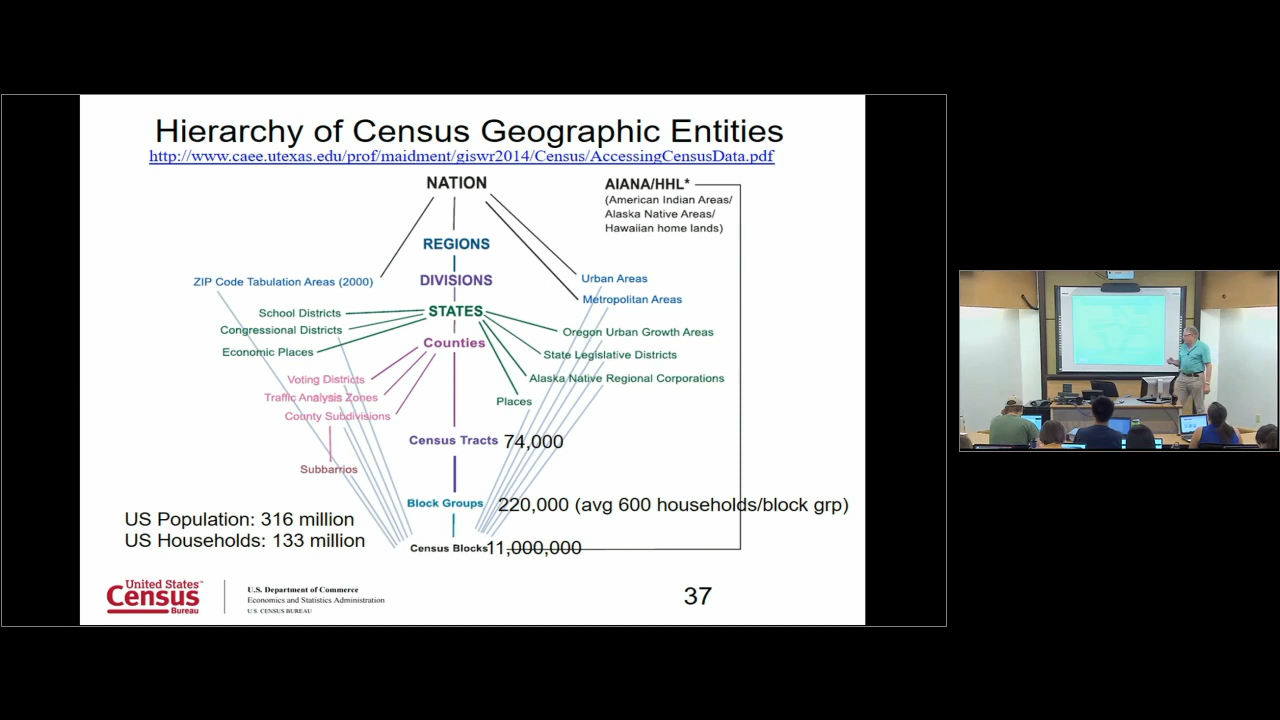 Hierarchy of Census Geographic Entities
http://www.caee.utexas.edu/prof/maidment/giswr2014/Census/AccessingCensusData.pdf
NATION
AIANA/HHL*
(American Indian Areas/
Alaska Native Areas/
Hawaiian home lands)
REGIONS
ZIP Code Tabulation Areas (2000)
DIVISIONS
Urban Areas
Metropolitan Areas
School Districts
STATES
Congressional Districts
Oregon Urban Growth Areas
Economic Places
Counties
State Legislative Districts
Voting Districts
Alaska Native Regional Corporations
Traffic Analysis Zones
Places
County Subdivisions
Census Tracts 74,000
Subbarrios
Block Groups 220,000 (avg 600 households/block grp)
US Population: 316 million
US Households: 133 million
Census Blocks 11,000,000
United States™
Census
Bureau
U.S. Department of Commerce
Economics and Statistics Administration
U.S. CENSUS BUREAU
37